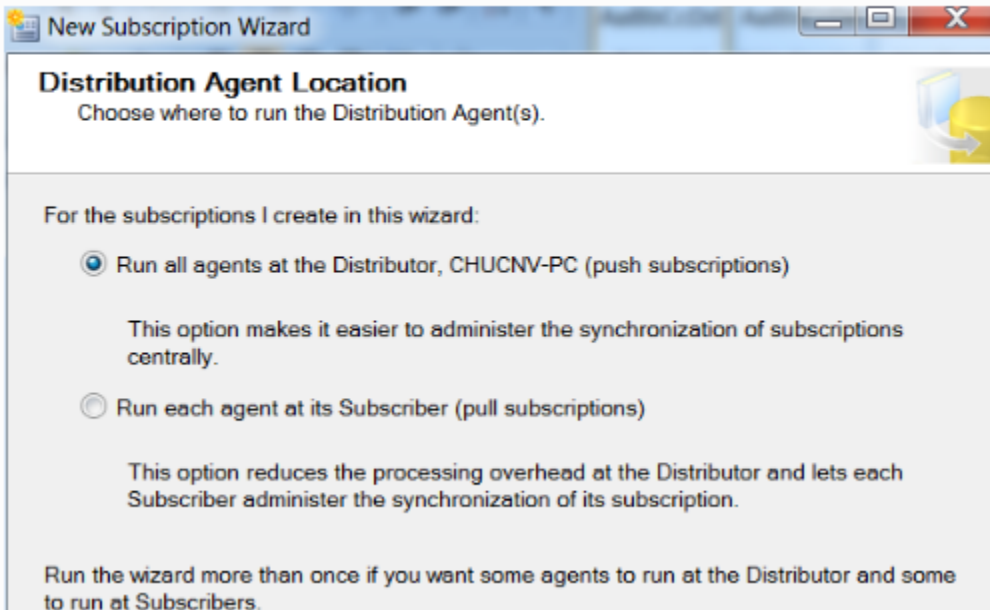 New Subscription Wizard
Distribution Agent Location
Choose where to run the Distribution Agent(s).
For the subscriptions I create in this wizard:
Run all agents at the Distributor, CHUCNV-PC (push subscriptions)
This option makes it easier to administer the synchronization of subscriptions
centrally.
Run each agent at its Subscriber (pull subscriptions)
This option reduces the processing overhead at the Distributor and lets each
Subscriber administer the synchronization of its subscription.
Run the wizard more than once if you want some agents to run at the Distributor and some
to run at Subscribers.